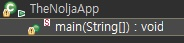 TheNoljaApp
main(String[]) : void